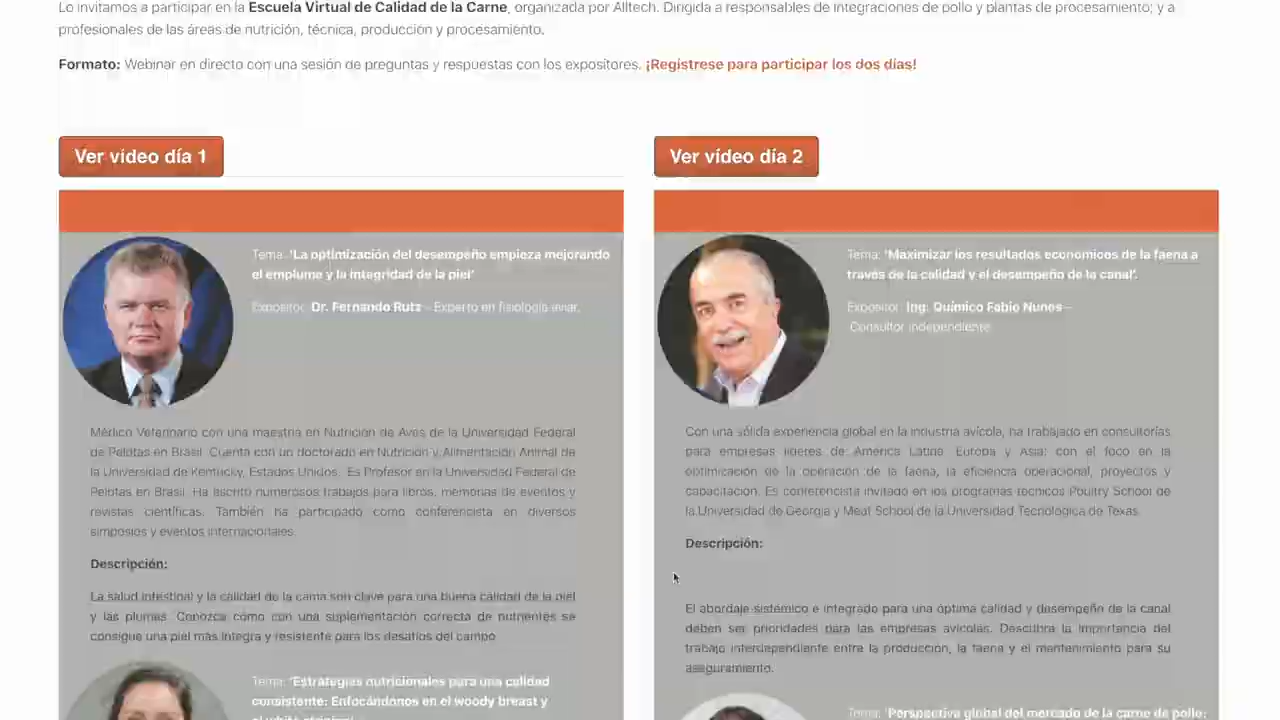 Lo invitamos a participar en la Escuela Virtual de Calidad de la Carne, organizada por Alltech. Dirigida a responsables de integraciones de pollo y plantas de procesamiento; y a
profesionales de las áreas de nutrición, técnica, producción y procesamiento.
Formato: Webinar en directo con una sesión de preguntas y respuestas con los expositores. ¡Regístrese para participar los dos días!
Ver vídeo día 1
Tema: 'La optimización del desempeño empieza mejorando
el emplume y la integridad de la piel'
Expositor: Dr. Fernando Rutz - Experto en fisiología aviar.
Médico Veterinario con una maestría en Nutrición de Aves de la Universidad Federal
de Pelotas en Brasil. Cuenta con un doctorado en Nutrición y Alimentación Animal de
la Universidad de Kentucky, Estados Unidos. Es Profesor en la Universidad Federal de
Pelotas en Brasil. Ha escrito numerosos trabajos para libros, memorias de eventos y
revistas científicas. También ha participado como conferencista en diversos
simposios y eventos internacionales.
Descripción:
La salud intestinal y la calidad de la cama son clave para una buena calidad de la piel
y las plumas. Conozca cómo con una suplementación correcta de nutrientes se
consigue una piel más íntegra y resistente para los desafíos del campo.
Tema: 'Estrategias nutricionales para una calidad
consistente: Enfocándonos en el woody breast y
Ver vídeo día 2
Tema: 'Maximizar los resultados económicos de la faena a
través de la calidad y el desempeño de la canal'.
Expositor: Ing. Químico Fabio Nunes –
Consultor independiente
Con una sólida experiencia global en la industria avícola, ha trabajado en consultorías
para empresas líderes de América Latina, Europa y Asia; con el foco en la
optimización de la operación de la faena, la eficiencia operacional, proyectos y
capacitación. Es conferencista invitado en los programas técnicos Poultry School de
la Universidad de Georgia y Meat School de la Universidad Tecnológica de Texas.
Descripción:
El abordaje sistémico e integrado para una óptima calidad y desempeño de la canal
deben ser prioridades para las empresas avícolas. Descubra la importancia del
trabajo interdependiente entre la producción, la faena y el mantenimiento para su
aseguramiento.
Tema: 'Perspectiva global del mercado de la carne de pollo: